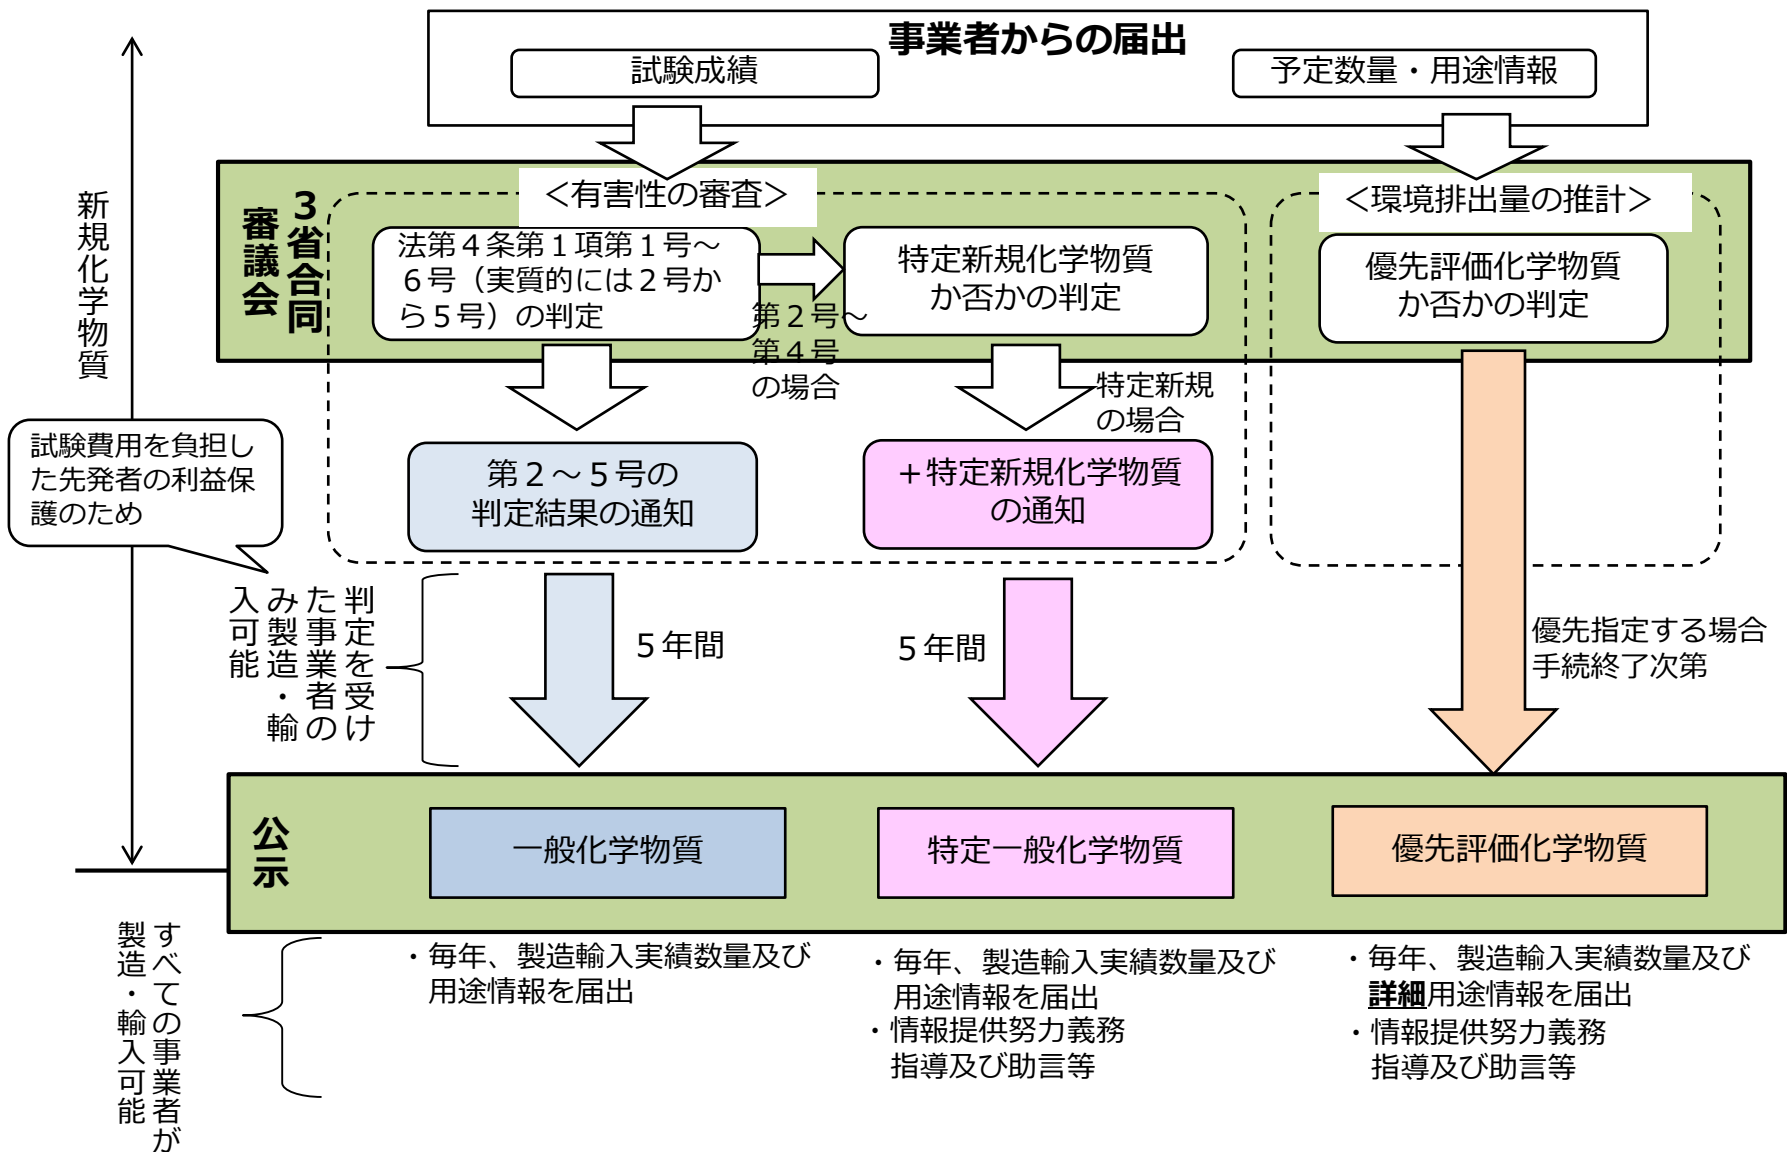 事業者からの届出
試験成績
予定数量・用途情報
新規化学物質
３省合同
審議会
＜有害性の審査＞
＜環境排出量の推計＞
法第４条第１項第１号～
６号（実質的には２号か
ら５号）の判定
第２号～
第４号
の場合
特定新規化学物質
か否かの判定
優先評価化学物質
か否かの判定
特定新規
の場合
試験費用を負担し
た先発者の利益保
護のため
第２～５号の
判定結果の通知
＋特定新規化学物質
の通知
判定を受け
た事業者の
み製造・輸
入可能
５年間
５年間
優先指定する場合
手続終了次第
公示
一般化学物質
特定一般化学物質
優先評価化学物質
すべての事業者が
製造・輸入可能
・毎年、製造輸入実績数量及び
用途情報を届出
・毎年、製造輸入実績数量及び
用途情報を届出
・情報提供努力義務
指導及び助言等
・毎年、製造輸入実績数量及び
詳細用途情報を届出
・情報提供努力義務
指導及び助言等